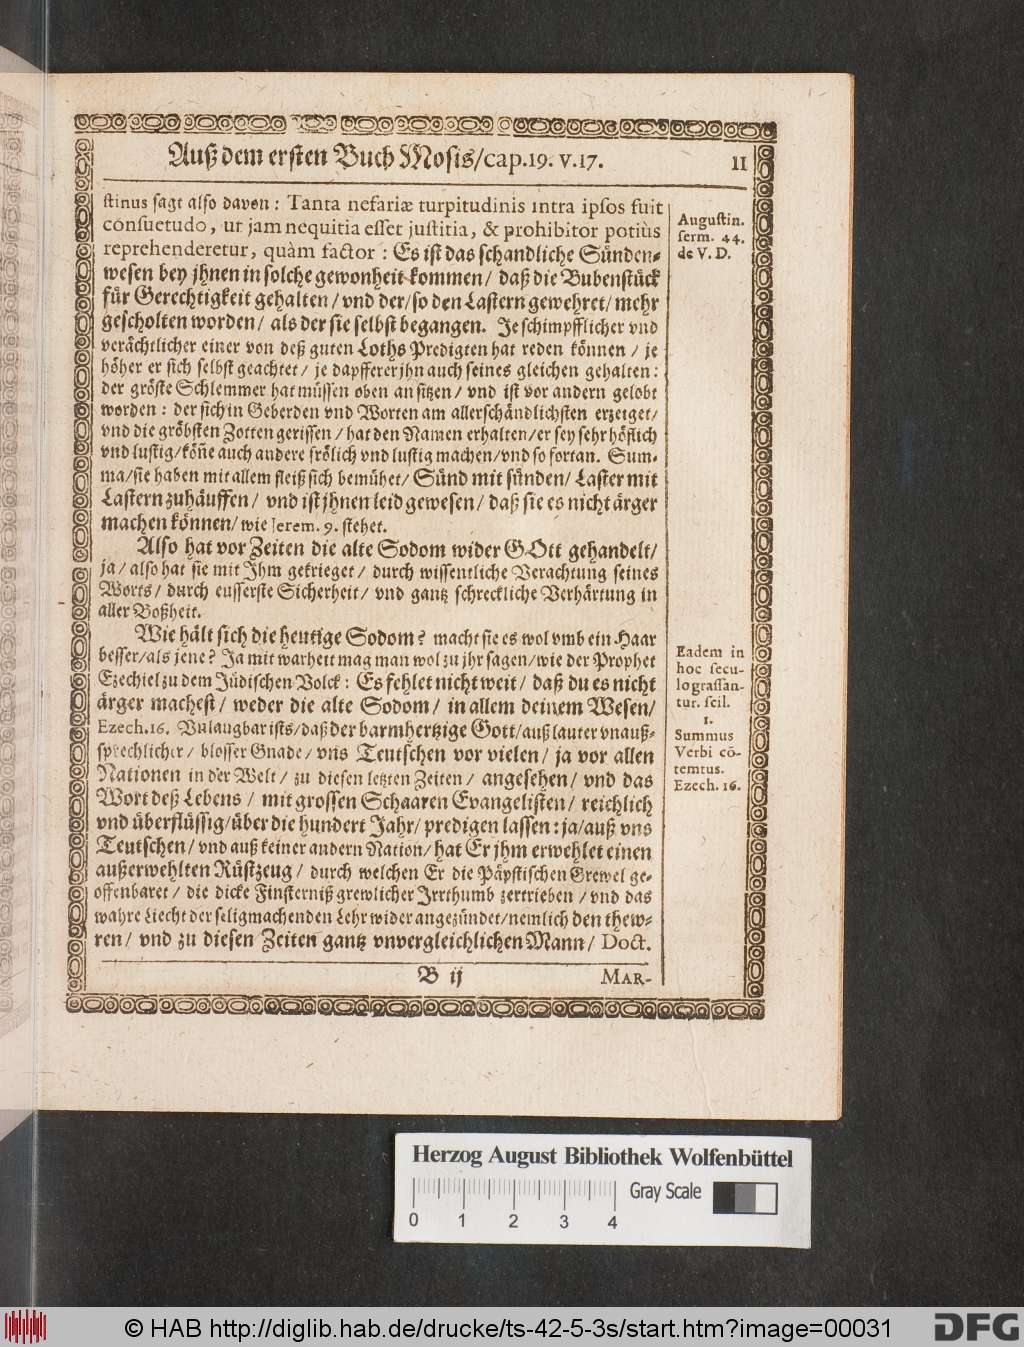 Auß dem ersten Buch Mosis/cap.19. v.17. 11
stinus sagt also davon: Tanta nefariæ turpitudinis intra ipsos fuit
consuetudo, ut jam nequitia esset justitia, & prohibitor potiùs
reprehenderetur, quàm factor: Es ist das schandliche Sünden-
wesen bey jhnen in solche gewonheit kommen/ daß die Bubenstück
für Gerechtigkeit gehalten/ vnd der/so den Lastern gewehret/ mehr
gescholten worden/ als der sie selbst begangen. Je schimpfflicher vnd
verächtlicher einer von deß guten Loths Predigten hat reden können/ je
höher er sich selbst geachtet/ je dapfferer jhn auch seines gleichen gehalten:
der gröste Schlemmer hat müssen oben an sitzen/ vnd ist vor andern gelobt
worden: der sich in Geberden vnd Worten am allerschändlichsten erzeiget/
vnd die gröbsten Zotten gerissen/ hat den Namen erhalten/er sey sehr höflich
vnd lustig/köñe auch andere frölich vnd lustig machen/vnd so fortan. Sum-
ma/sie haben mit allem fleiß sich bemühet/ Sünd mit sünden/ Laster mit
Lastern zuhäuffen/ vnd ist jhnen leid gewesen/ daß sie es nicht ärger
machen können/ wie Jerem. 9. stehet.
Also hat vor Zeiten die alte Sodom wider GOtt gehandelt/
ja/ also hat sie mit Jhm gekrieget/ durch wissentliche Verachtung seines
Worts/ durch eusserste Sicherheit/ vnd gantz schreckliche Verhärtung in
aller Boßheit.
Wie hält sich die heutige Sodom? macht sie es wol vmb ein Haar
besser/als jene? Ja mit warheit mag man wol zu jhr sagen/wie der Prophet
Ezechiel zu dem Jüdischen Volck: Es fehlet nicht weit/ daß du es nicht
ärger machest/ weder die alte Sodom/ in allem deinem Wesen/
Ezech.16. Vnlaugbar ists/daß der barmhertzige Gott/auß lauter vnauß-
sprechlicher/ blosser Gnade/ vns Teutschen vor vielen/ ja vor allen
Nationen in der Welt/ zu diesen letzten Zeiten/ angesehen/ vnd das
Wort deß Lebens/ mit grossen Schaaren Evangelisten/ reichlich
vnd überflüssig/über die hundert Jahr/ predigen lassen: ja/auß vns
Teutschen/ vnd auß keiner andern Nation/ hat Er jhm erwehlet einen
außerwehlten Rüstzeug/ durch welchen Er die Päpstischen Grewel ge-
offenbaret/ die dicke Finsterniß grewlicher Jrrthumb zertrieben/ vnd das
wahre Liecht der seligmachenden Lehr wider angezündet/nemlich den thew-
ren/ vnd zu diesen Zeiten gantz vnvergleichlichen Mann/ Doct.
B ij MAR-
Augustin.
serm. 44.
de V. D.
Eadem in
hoc secu-
lograssan-
tur. scil.
1.
Summus
Verbi cō-
temtus.
Ezech. 16.
Herzog August Bibliothek Wolfenbüttel
Gray Scale
0 1 2 3 4
© HAB http://diglib.hab.de/drucke/ts-42-5-3s/start.htm?image=00031
DFG